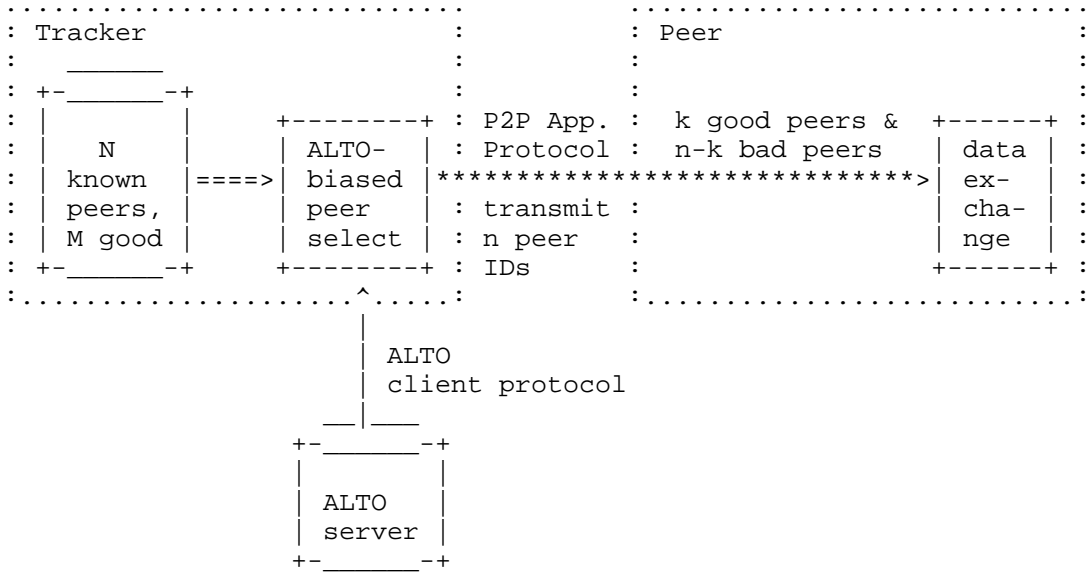 Tracker Peer
k good peers &
P2P App.
N ALTO- Protocol n-k bad peers data
known biased ex-
peers, peer transmit cha-
M good select n peer nge
IDs
ALTO
client protocol
ALTO
server